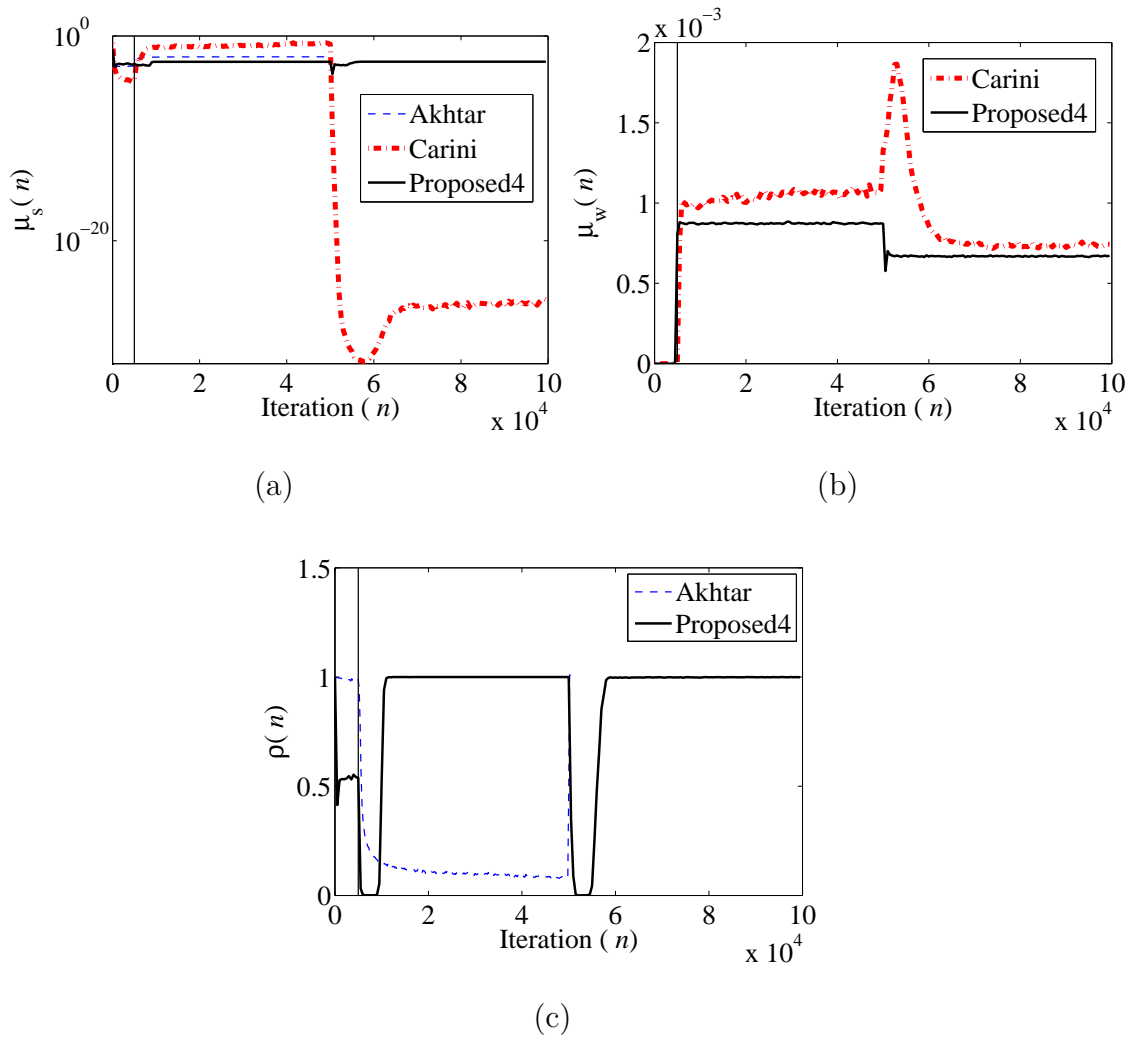 10^0
10^-20
μ_s(n)
Akhtar
Carini
Proposed4
0 2 4 6 8 10
Iteration (n)
x 10^4
(a)
x 10^-3
2
1.5
1
0.5
0
μ_w(n)
Carini
Proposed4
0 2 4 6 8 10
Iteration (n)
x 10^4
(b)
1.5
1
0.5
0
ρ(n)
Akhtar
Proposed4
0 2 4 6 8 10
Iteration (n)
x 10^4
(c)